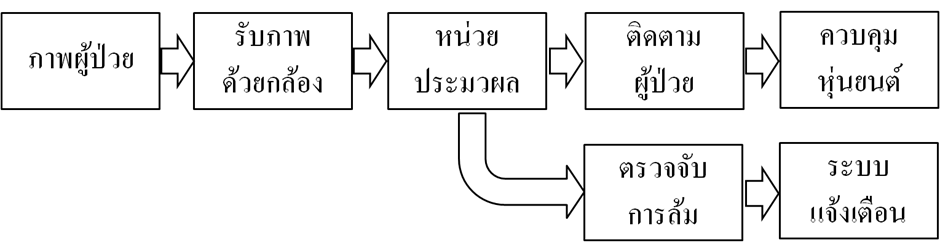 ภาพผู้ป่วย
รับภาพ
ด้วยกล้อง
หน่วย
ประมวผล
ติดตาม
ผู้ป่วย
ควบคุม
หุ่นยนต์
ตรวจจับ
การล้ม
ระบบ
แจ้งเตือน